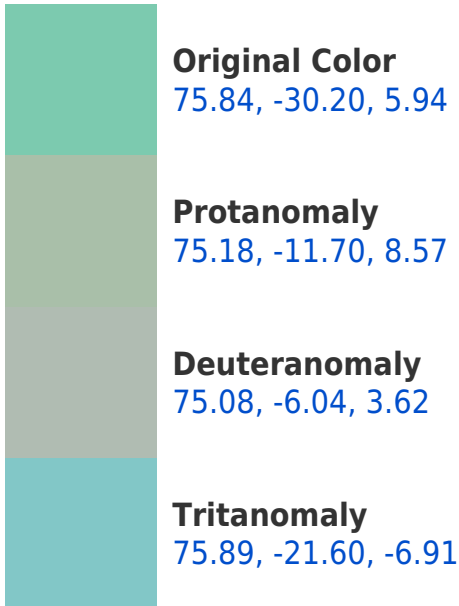 Original Color
75.84, -30.20, 5.94
Protanomaly
75.18, -11.70, 8.57
Deuteranomaly
75.08, -6.04, 3.62
Tritanomaly
75.89, -21.60, -6.91